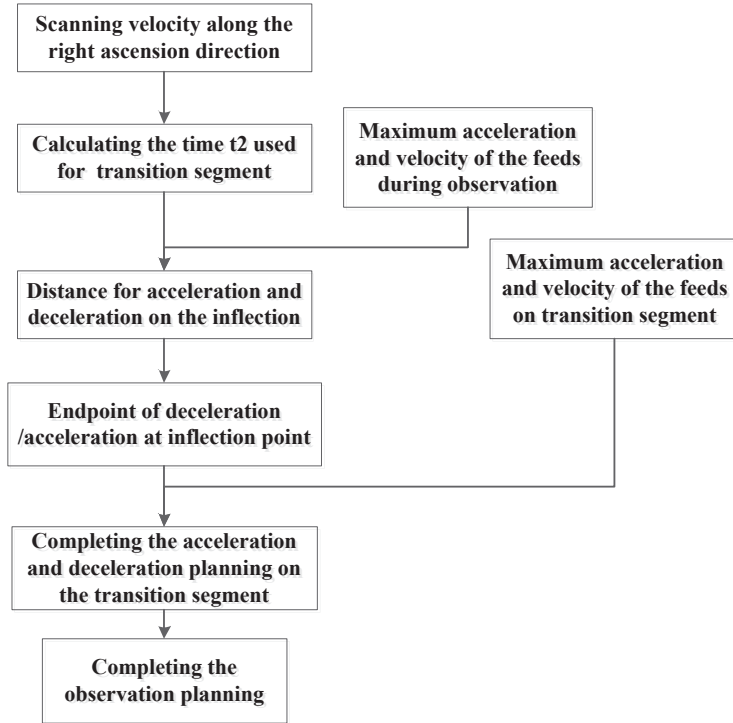 Scanning velocity along the
right ascension direction
Calculating the time t2 used
for transition segment
Maximum acceleration
and velocity of the feeds
during observation
Distance for acceleration and
deceleration on the inflection
Maximum acceleration
and velocity of the feeds
on transition segment
Endpoint of deceleration
/acceleration at inflection point
Completing the acceleration
and deceleration planning on
the transition segment
Completing the
observation planning